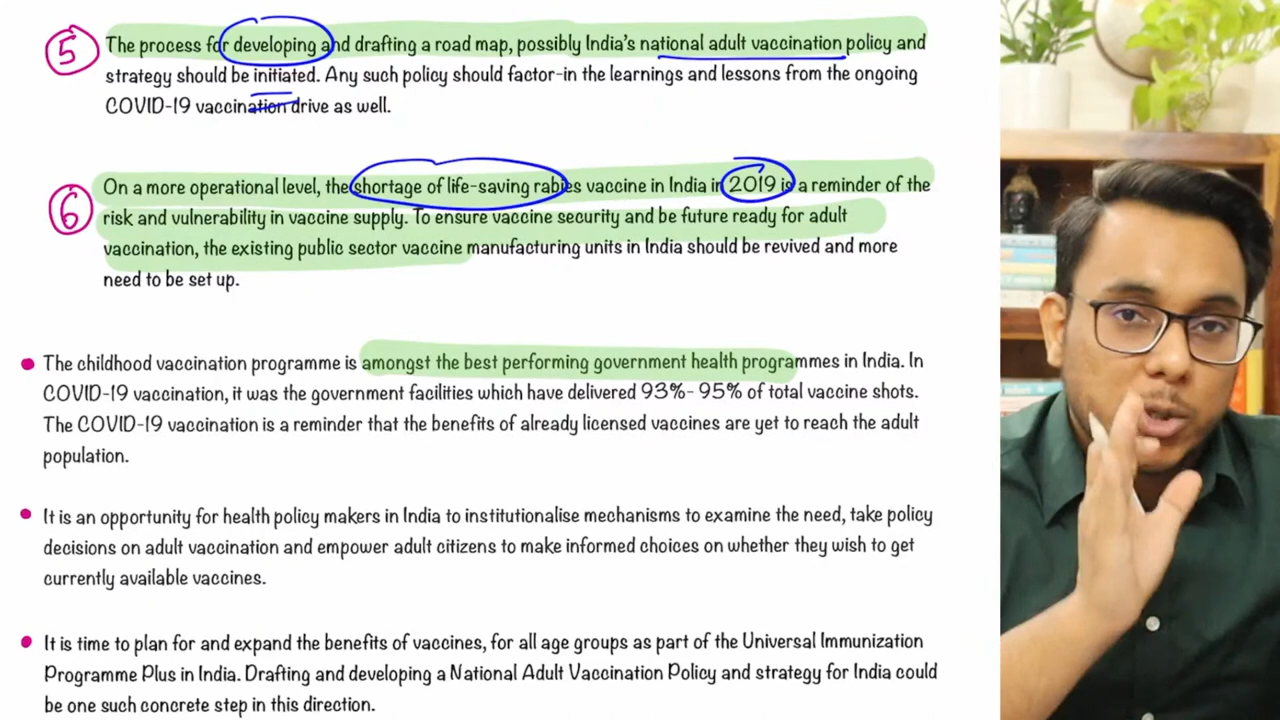 5 The process for developing and drafting a road map, possibly India's national adult vaccination policy and
strategy should be initiated. Any such policy should factor-in the learnings and lessons from the ongoing
COVID-19 vaccination drive as well.
6 On a more operational level, the shortage of life-saving rabies vaccine in India in 2019 is a reminder of the
risk and vulnerability in vaccine supply. To ensure vaccine security and be future ready for adult
vaccination, the existing public sector vaccine manufacturing units in India should be revived and more
need to be set up.
The childhood vaccination programme is amongst the best performing government health programmes in India. In
COVID-19 vaccination, it was the government facilities which have delivered 93%- 95% of total vaccine shots.
The COVID-19 vaccination is a reminder that the benefits of already licensed vaccines are yet to reach the adult
population.
It is an opportunity for health policy makers in India to institutionalise mechanisms to examine the need, take policy
decisions on adult vaccination and empower adult citizens to make informed choices on whether they wish to get
currently available vaccines.
It is time to plan for and expand the benefits of vaccines, for all age groups as part of the Universal Immunization
Programme Plus in India. Drafting and developing a National Adult Vaccination Policy and strategy for India could
be one such concrete step in this direction.